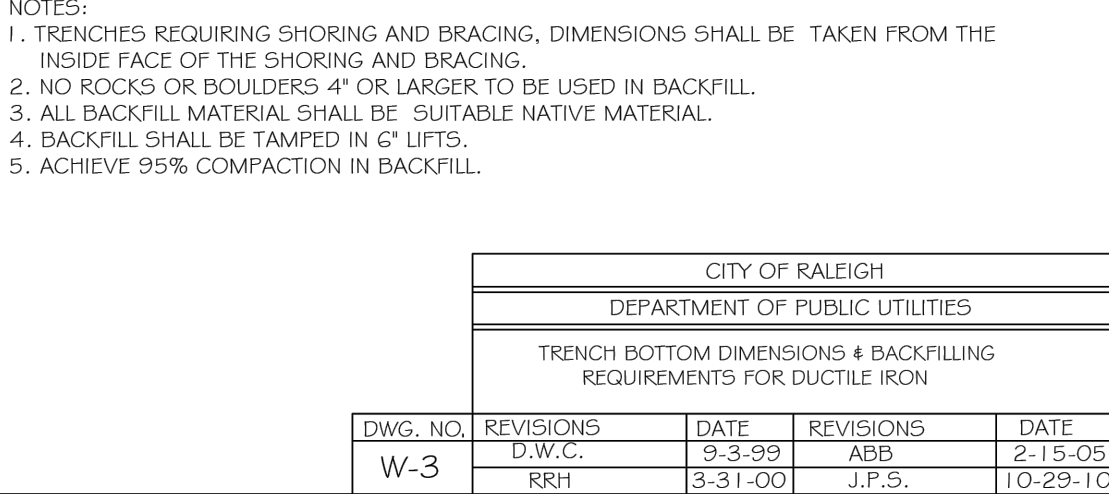 NOTES:
1. TRENCHES REQUIRING SHORING AND BRACING, DIMENSIONS SHALL BE TAKEN FROM THE
INSIDE FACE OF THE SHORING AND BRACING.
2. NO ROCKS OR BOULDERS 4" OR LARGER TO BE USED IN BACKFILL.
3. ALL BACKFILL MATERIAL SHALL BE SUITABLE NATIVE MATERIAL.
4. BACKFILL SHALL BE TAMPED IN 6" LIFTS.
5. ACHIEVE 95% COMPACTION IN BACKFILL.
CITY OF RALEIGH
DEPARTMENT OF PUBLIC UTILITIES
TRENCH BOTTOM DIMENSIONS & BACKFILLING
REQUIREMENTS FOR DUCTILE IRON
DWG. NO. REVISIONS DATE REVISIONS DATE
W-3 D.W.C. 9-3-99 ABB 2-15-05
RRH 3-31-00 J.P.S. 10-29-10